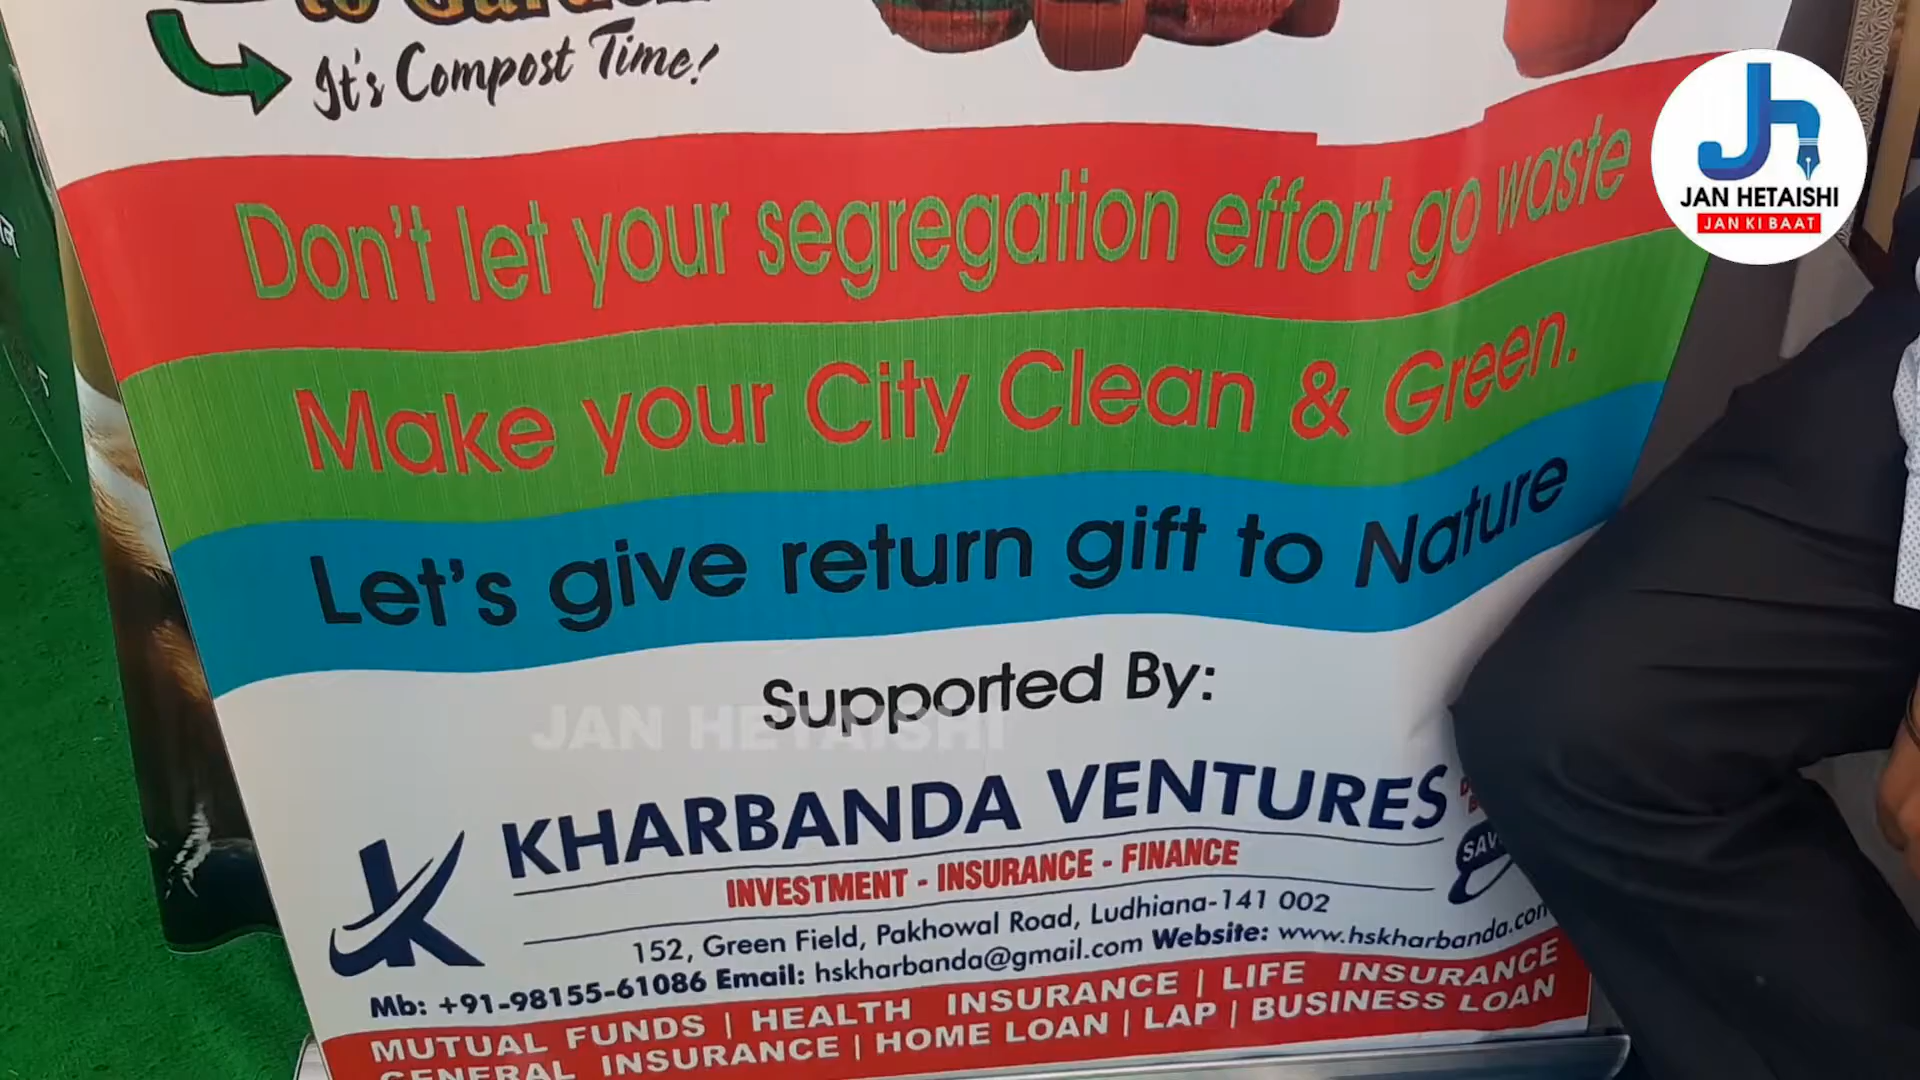 to Garden
It's Compost Time!
JAN HETAISHI
JAN KI BAAT
Don't let your segregation effort go waste
Make your City Clean & Green.
Let's give return gift to Nature
Supported By:
JAN HETAISHI
KHARBANDA VENTURES
INVESTMENT - INSURANCE - FINANCE
152, Green Field, Pakhowal Road, Ludhiana-141 002
Mb: +91-98155-61086 Email: hskharbanda@gmail.com Website: www.hskharbanda.com
MUTUAL FUNDS | HEALTH INSURANCE | LIFE INSURANCE
GENERAL INSURANCE | HOME LOAN | LAP | BUSINESS LOAN